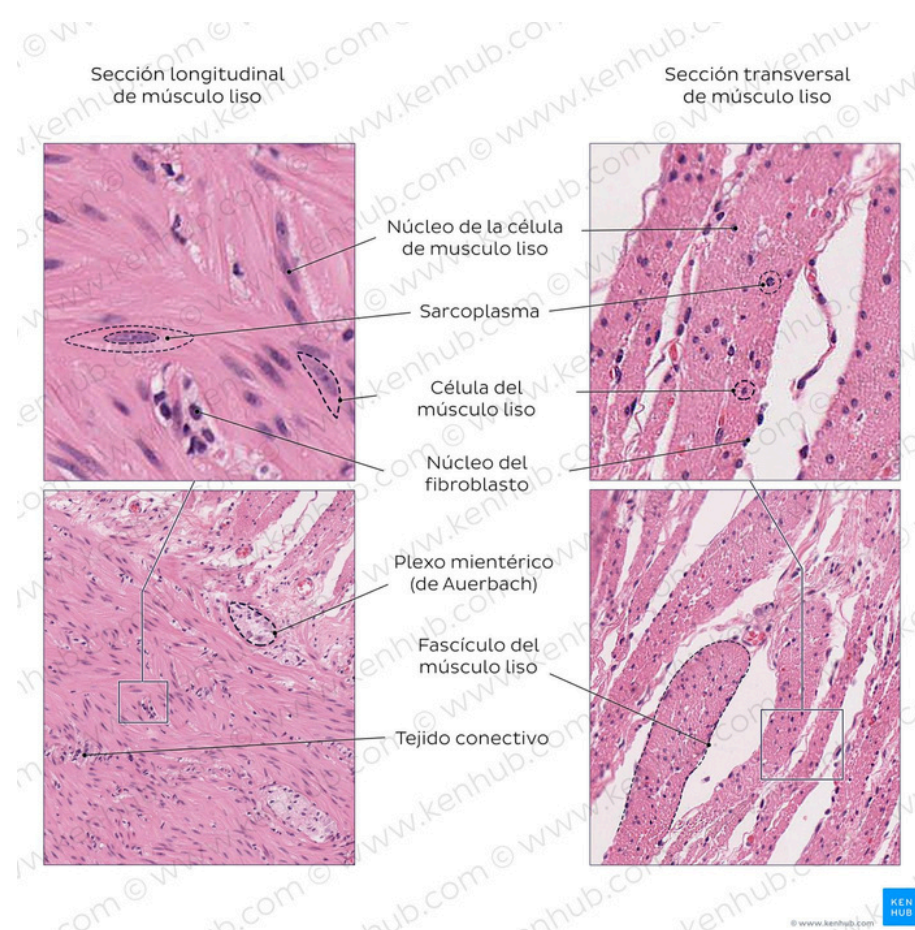 Sección longitudinal
de músculo liso
Sección transversal
de músculo liso
Núcleo de la célula
de musculo liso
Sarcoplasma
Célula del
músculo liso
Núcleo del
fibroblasto
Plexo mientérico
(de Auerbach)
Fascículo del
músculo liso
Tejido conectivo
© www.kenhub.com
KEN
HUB